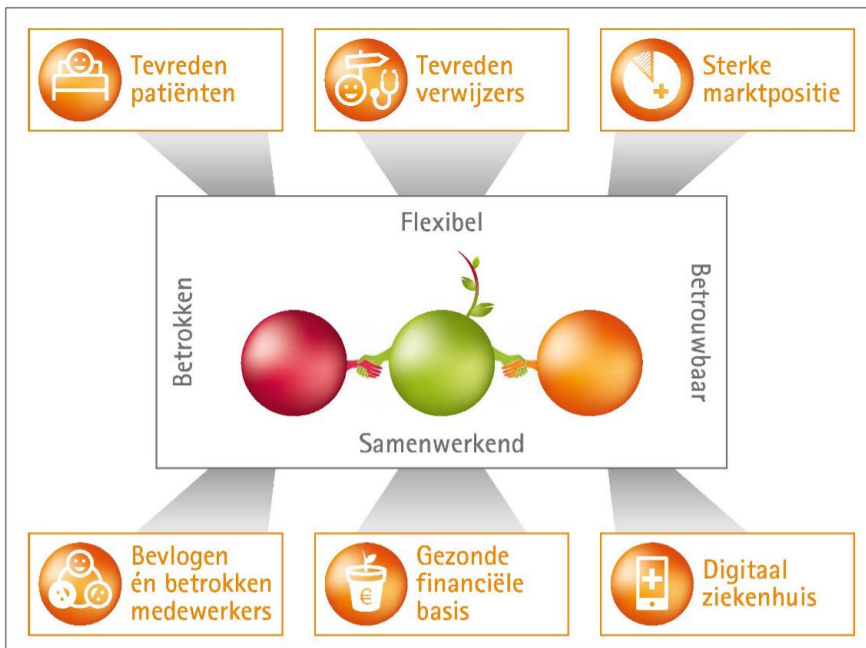 Tevreden
patiënten
Tevreden
verwijzers
Sterke
marktpositie
Flexibel
Betrokken
Betrouwbaar
Samenwerkend
Bevlogen
én betrokken
medewerkers
€
Gezonde
financiële
basis
Digitaal
ziekenhuis